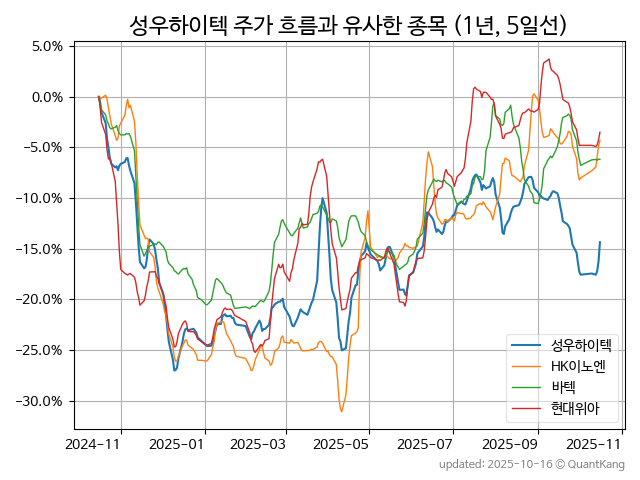 성우하이텍 주가 흐름과 유사한 종목 (1년, 5일선)
5.0%
0.0%
−5.0%
−10.0%
−15.0%
−20.0%
−25.0%
−30.0%
성우하이텍
HK이노엔
바텍
현대위아
2024-11 2025-01 2025-03 2025-05 2025-07 2025-09 2025-11
updated: 2025-10-16 © QuantKang